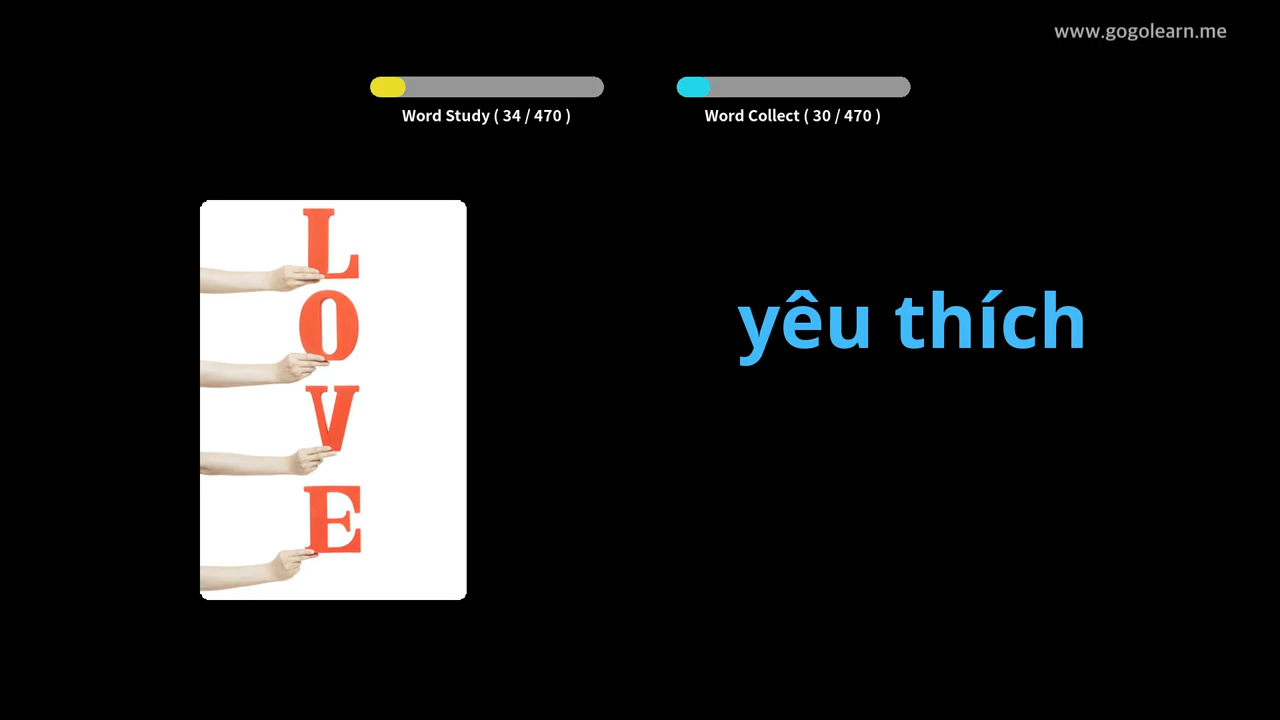 www.gogolearn.me
Word Study ( 34 / 470 )
Word Collect ( 30 / 470 )
L
O
V
E
yêu thích